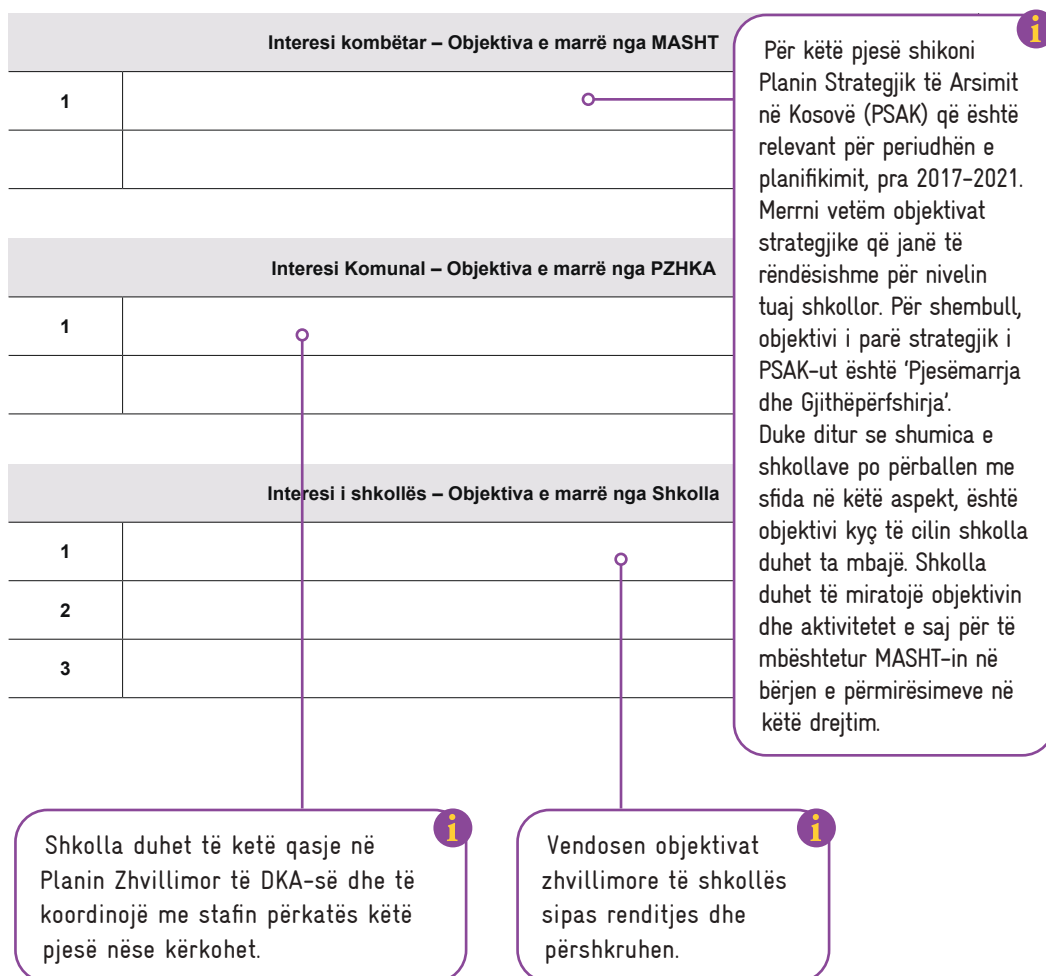 Interesi kombëtar – Objektiva e marrë nga MASHT
1
Interesi Komunal – Objektiva e marrë nga PZHKA
1
Interesi i shkollës – Objektiva e marrë nga Shkolla
1
2
3
i
Për këtë pjesë shikoni
Planin Strategjik të Arsimit
në Kosovë (PSAK) që është
relevant për periudhën e
planifikimit, pra 2017-2021.
Merrni vetëm objektivat
strategjike që janë të
rëndësishme për nivelin
tuaj shkollor. Për shembull,
objektivi i parë strategjik i
PSAK-ut është ‘Pjesëmarrja
dhe Gjithëpërfshirja’.
Duke ditur se shumica e
shkollave po përballen me
sfida në këtë aspekt, është
objektivi kyç të cilin shkolla
duhet ta mbajë. Shkolla
duhet të miratojë objektivin
dhe aktivitetet e saj për të
mbështetur MASHT-in në
bërjen e përmirësimeve në
këtë drejtim.
i
Shkolla duhet të ketë qasje në
Planin Zhvillimor të DKA-së dhe të
koordinojë me stafin përkatës këtë
pjesë nëse kërkohet.
i
Vendosen objektivat
zhvillimore të shkollës
sipas renditjes dhe
përshkruhen.